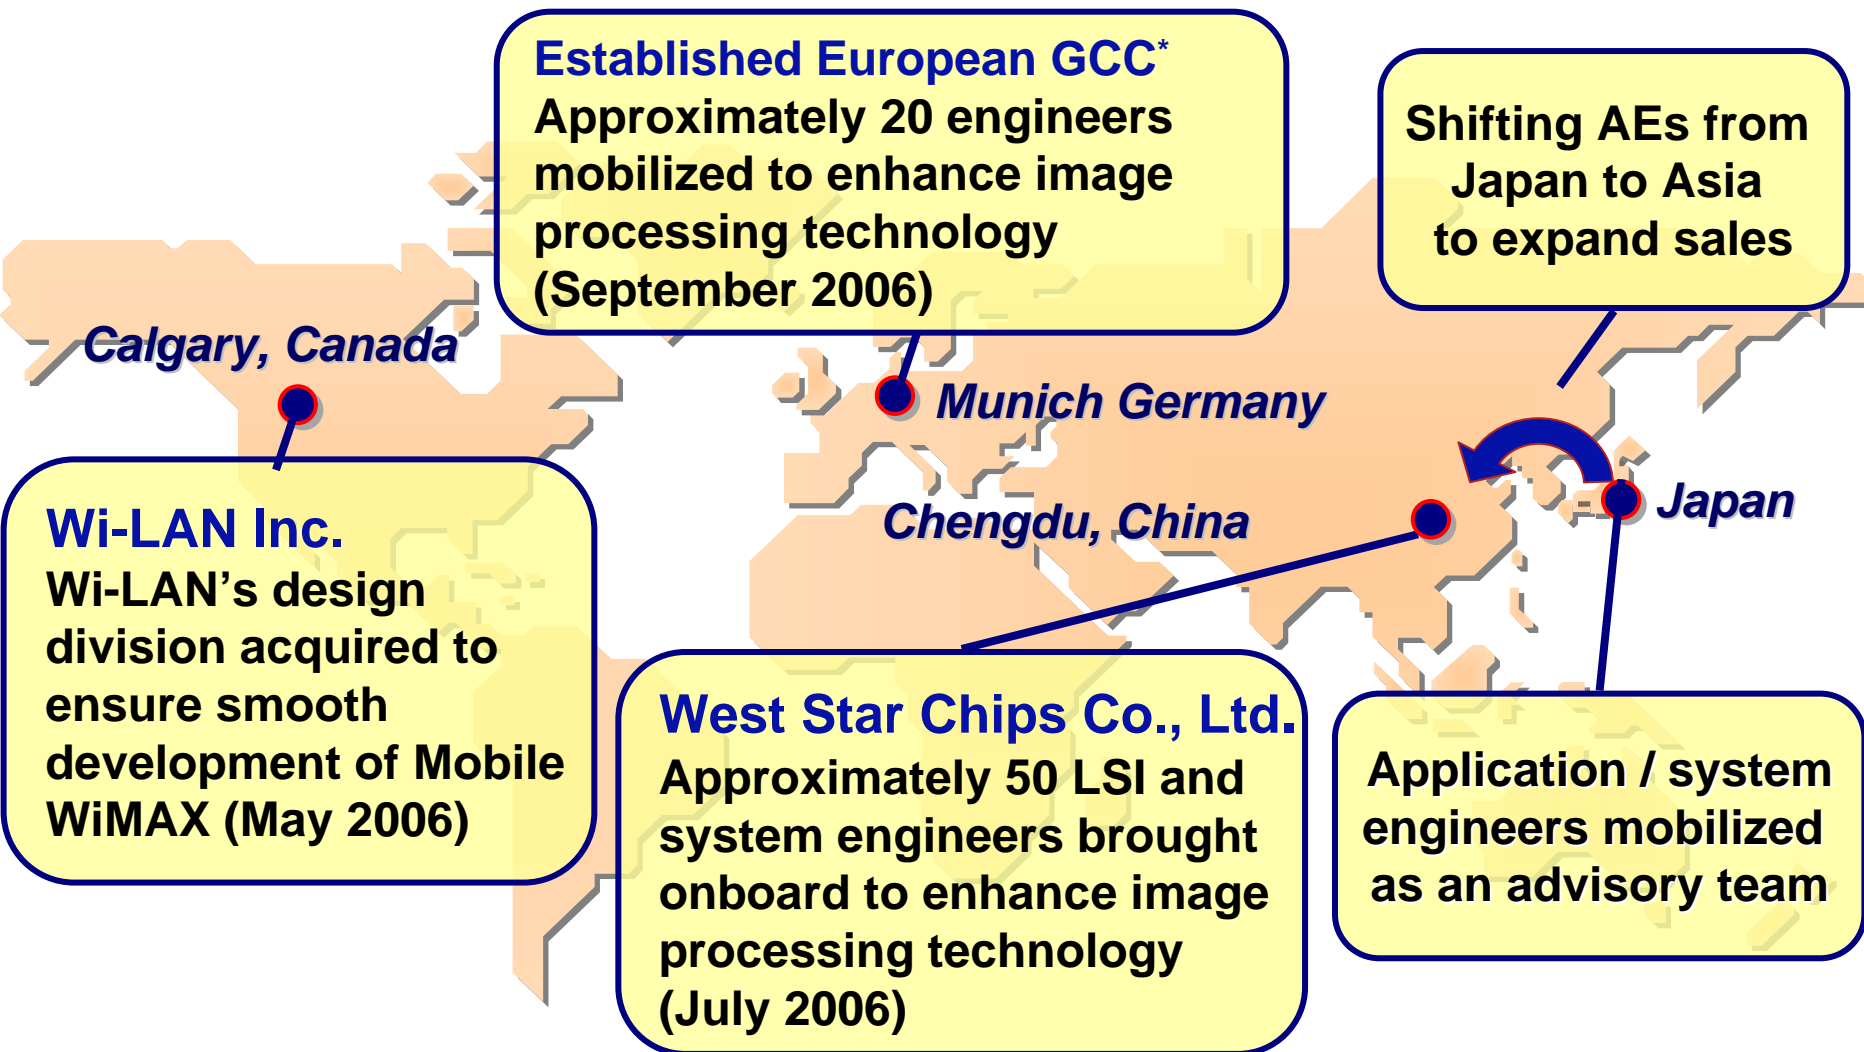 Established European GCC*
Approximately 20 engineers
mobilized to enhance image
processing technology
(September 2006)
Shifting AEs from
Japan to Asia
to expand sales
Calgary, Canada
Munich Germany
Chengdu, China
Japan
Wi-LAN Inc.
Wi-LAN’s design
division acquired to
ensure smooth
development of Mobile
WiMAX (May 2006)
West Star Chips Co., Ltd.
Approximately 50 LSI and
system engineers brought
onboard to enhance image
processing technology
(July 2006)
Application / system
engineers mobilized
as an advisory team